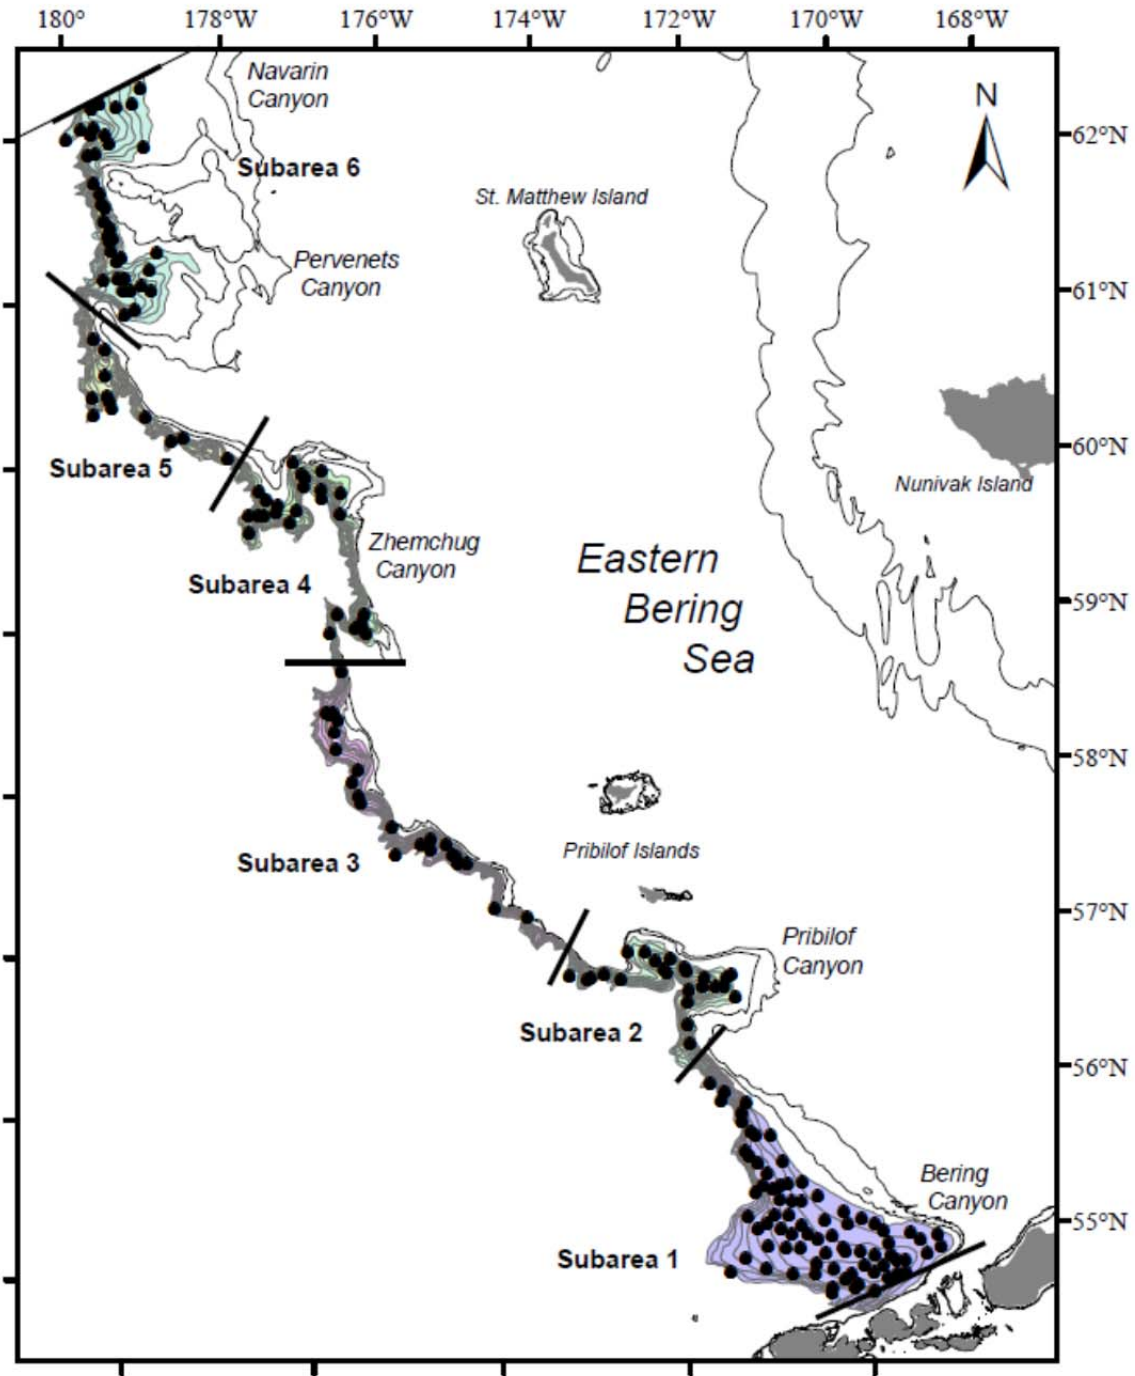 180° 178°W 176°W 174°W 172°W 170°W 168°W
Navarin
Canyon
N
62°N
Subarea 6
St. Matthew Island
Pervenets
Canyon
61°N
60°N
Subarea 5
Nunivak Island
Zhemchug
Canyon
Eastern
Bering
Sea
Subarea 4
59°N
58°N
Pribilof Islands
Subarea 3
57°N
Pribilof
Canyon
Subarea 2
56°N
Bering
Canyon
55°N
Subarea 1